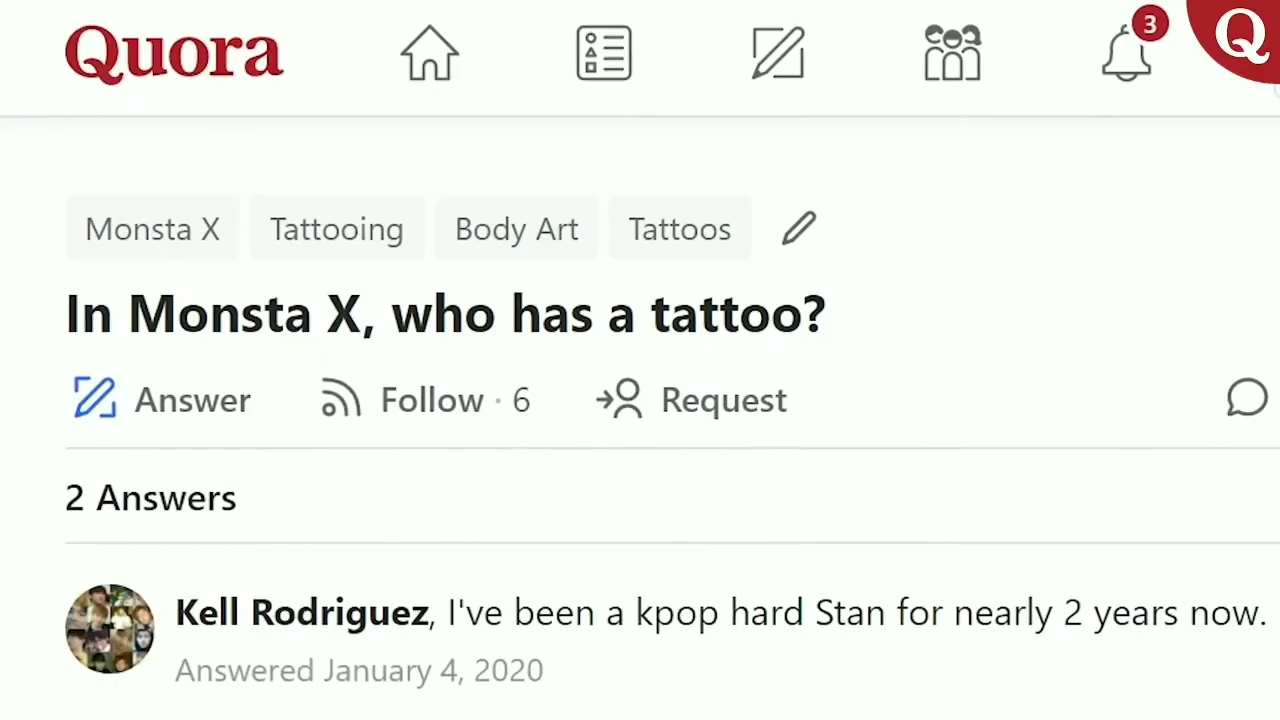 Quora
3
Q
Monsta X Tattooing Body Art Tattoos
In Monsta X, who has a tattoo?
Answer Follow · 6 Request
2 Answers
Kell Rodriguez, I've been a kpop hard Stan for nearly 2 years now.
Answered January 4, 2020